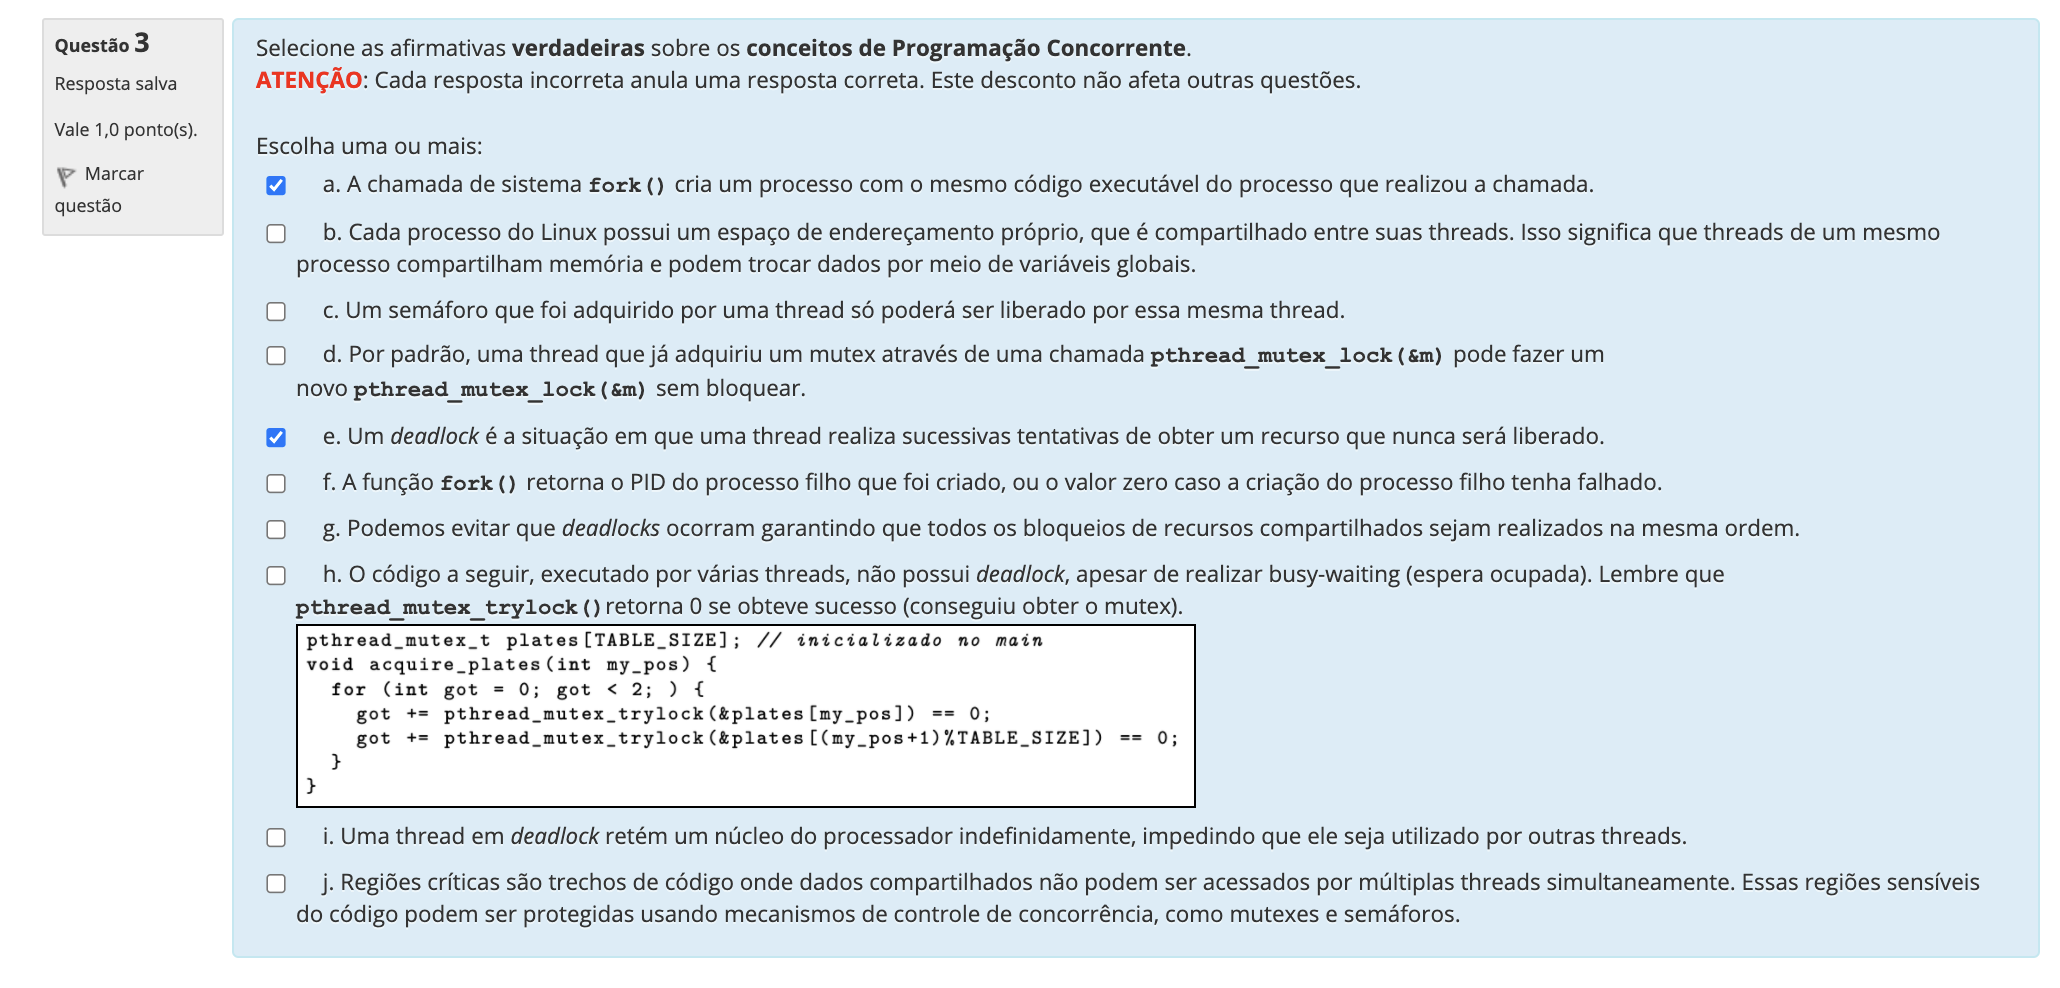 Questão 3
Resposta salva
Vale 1,0 ponto(s).
Marcar
questão
Selecione as afirmativas verdadeiras sobre os conceitos de Programação Concorrente.
ATENÇÃO: Cada resposta incorreta anula uma resposta correta. Este desconto não afeta outras questões.
Escolha uma ou mais:
a. A chamada de sistema fork() cria um processo com o mesmo código executável do processo que realizou a chamada.
b. Cada processo do Linux possui um espaço de endereçamento próprio, que é compartilhado entre suas threads. Isso significa que threads de um mesmo
processo compartilham memória e podem trocar dados por meio de variáveis globais.
c. Um semáforo que foi adquirido por uma thread só poderá ser liberado por essa mesma thread.
d. Por padrão, uma thread que já adquiriu um mutex através de uma chamada pthread_mutex_lock(&m) pode fazer um
novo pthread_mutex_lock(&m) sem bloquear.
e. Um deadlock é a situação em que uma thread realiza sucessivas tentativas de obter um recurso que nunca será liberado.
f. A função fork() retorna o PID do processo filho que foi criado, ou o valor zero caso a criação do processo filho tenha falhado.
g. Podemos evitar que deadlocks ocorram garantindo que todos os bloqueios de recursos compartilhados sejam realizados na mesma ordem.
h. O código a seguir, executado por várias threads, não possui deadlock, apesar de realizar busy-waiting (espera ocupada). Lembre que
pthread_mutex_trylock()retorna 0 se obteve sucesso (conseguiu obter o mutex).
pthread_mutex_t plates[TABLE_SIZE]; // inicializado no main
void acquire_plates(int my_pos) {
for (int got = 0; got < 2; ) {
got += pthread_mutex_trylock(&plates[my_pos]) == 0;
got += pthread_mutex_trylock(&plates[(my_pos+1)%TABLE_SIZE]) == 0;
}
}
i. Uma thread em deadlock retém um núcleo do processador indefinidamente, impedindo que ele seja utilizado por outras threads.
j. Regiões críticas são trechos de código onde dados compartilhados não podem ser acessados por múltiplas threads simultaneamente. Essas regiões sensíveis
do código podem ser protegidas usando mecanismos de controle de concorrência, como mutexes e semáforos.